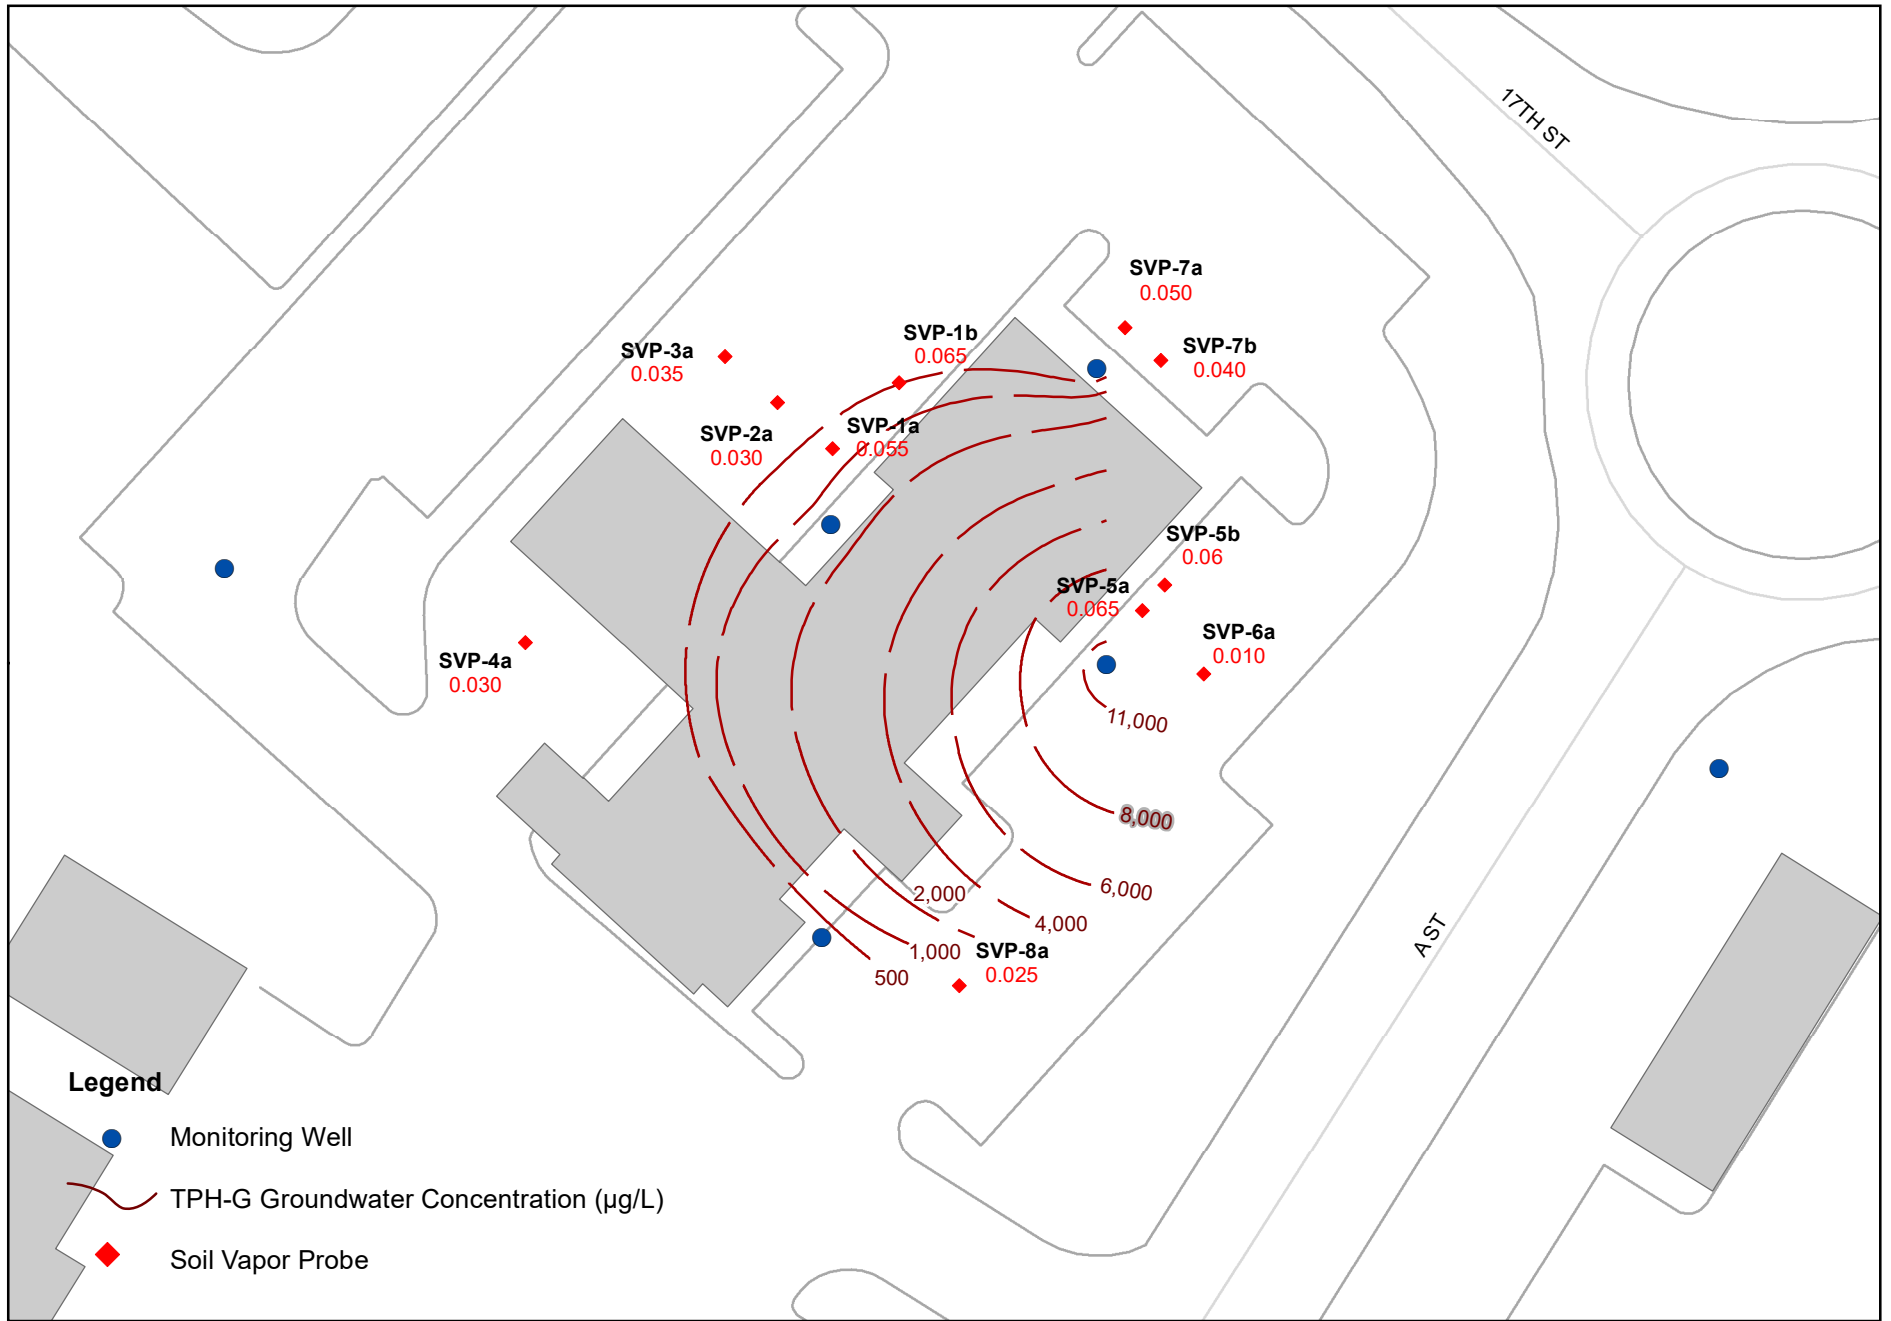 17TH ST
SVP-7a
0.050
SVP-1b
0.065
SVP-7b
0.040
SVP-3a
0.035
SVP-1a
0.055
SVP-2a
0.030
SVP-5b
0.06
SVP-5a
0.065
SVP-6a
0.010
SVP-4a
0.030
11,000
8,000
6,000
2,000
4,000
1,000
500
SVP-8a
0.025
A ST
Legend
Monitoring Well
TPH-G Groundwater Concentration (µg/L)
Soil Vapor Probe